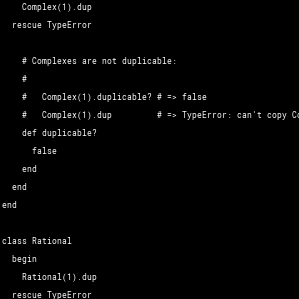 Complex(1).dup
rescue TypeError
# Complexes are not duplicable:
#
#   Complex(1).duplicable? # => false
#   Complex(1).dup         # => TypeError: can't copy
def duplicable?
false
end
end
end
class Rational
begin
Rational(1).dup
rescue TypeError